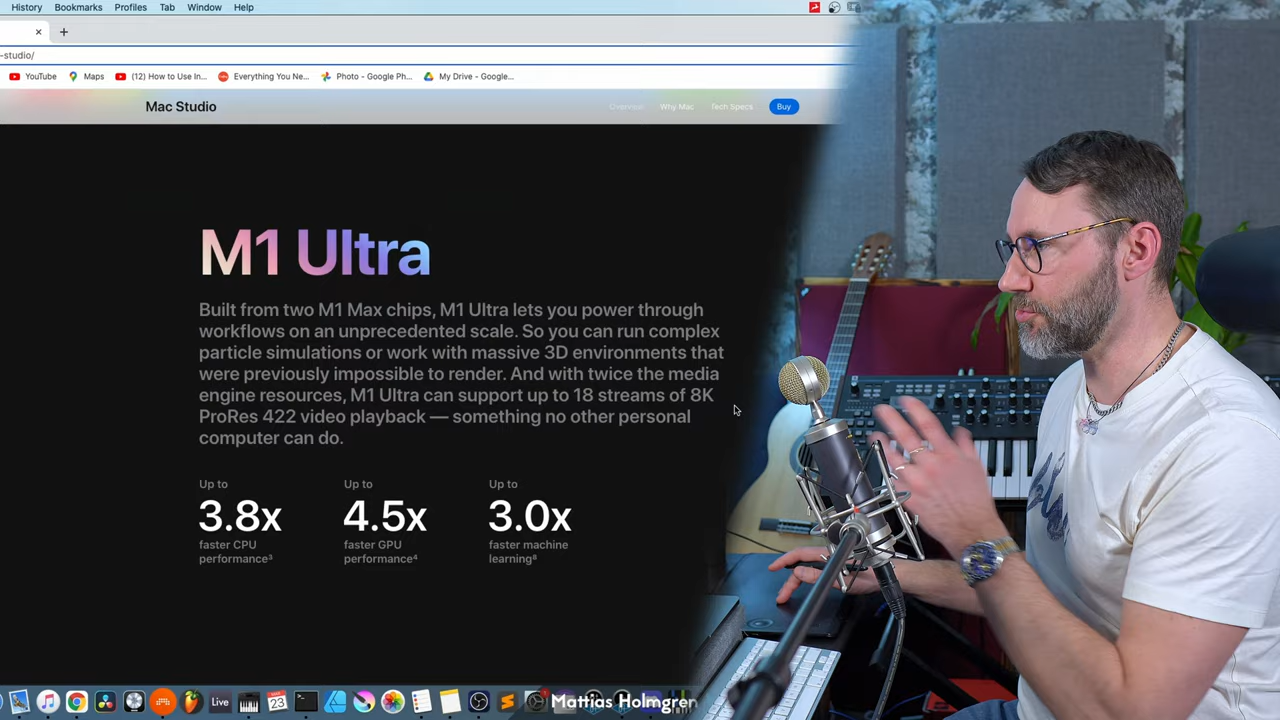 History Bookmarks Profiles Tab Window Help
-studio/
YouTube Maps (12) How to Use In... Everything You Ne... Photo - Google Ph... My Drive - Google...
Mac Studio Overview Why Mac Tech Specs Buy
M1 Ultra
Built from two M1 Max chips, M1 Ultra lets you power through
workflows on an unprecedented scale. So you can run complex
particle simulations or work with massive 3D environments that
were previously impossible to render. And with twice the media
engine resources, M1 Ultra can support up to 18 streams of 8K
ProRes 422 video playback — something no other personal
computer can do.
Up to Up to Up to
3.8x 4.5x 3.0x
faster CPU faster GPU faster machine
performance³ performance⁴ learning⁸
Live 23
Mattias Holmgren